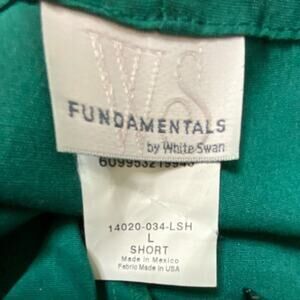 WS
FUNDAMENTALS
by White Swan
14020-034-LSH
L
SHORT
Made in Mexico
Fabric Made in USA